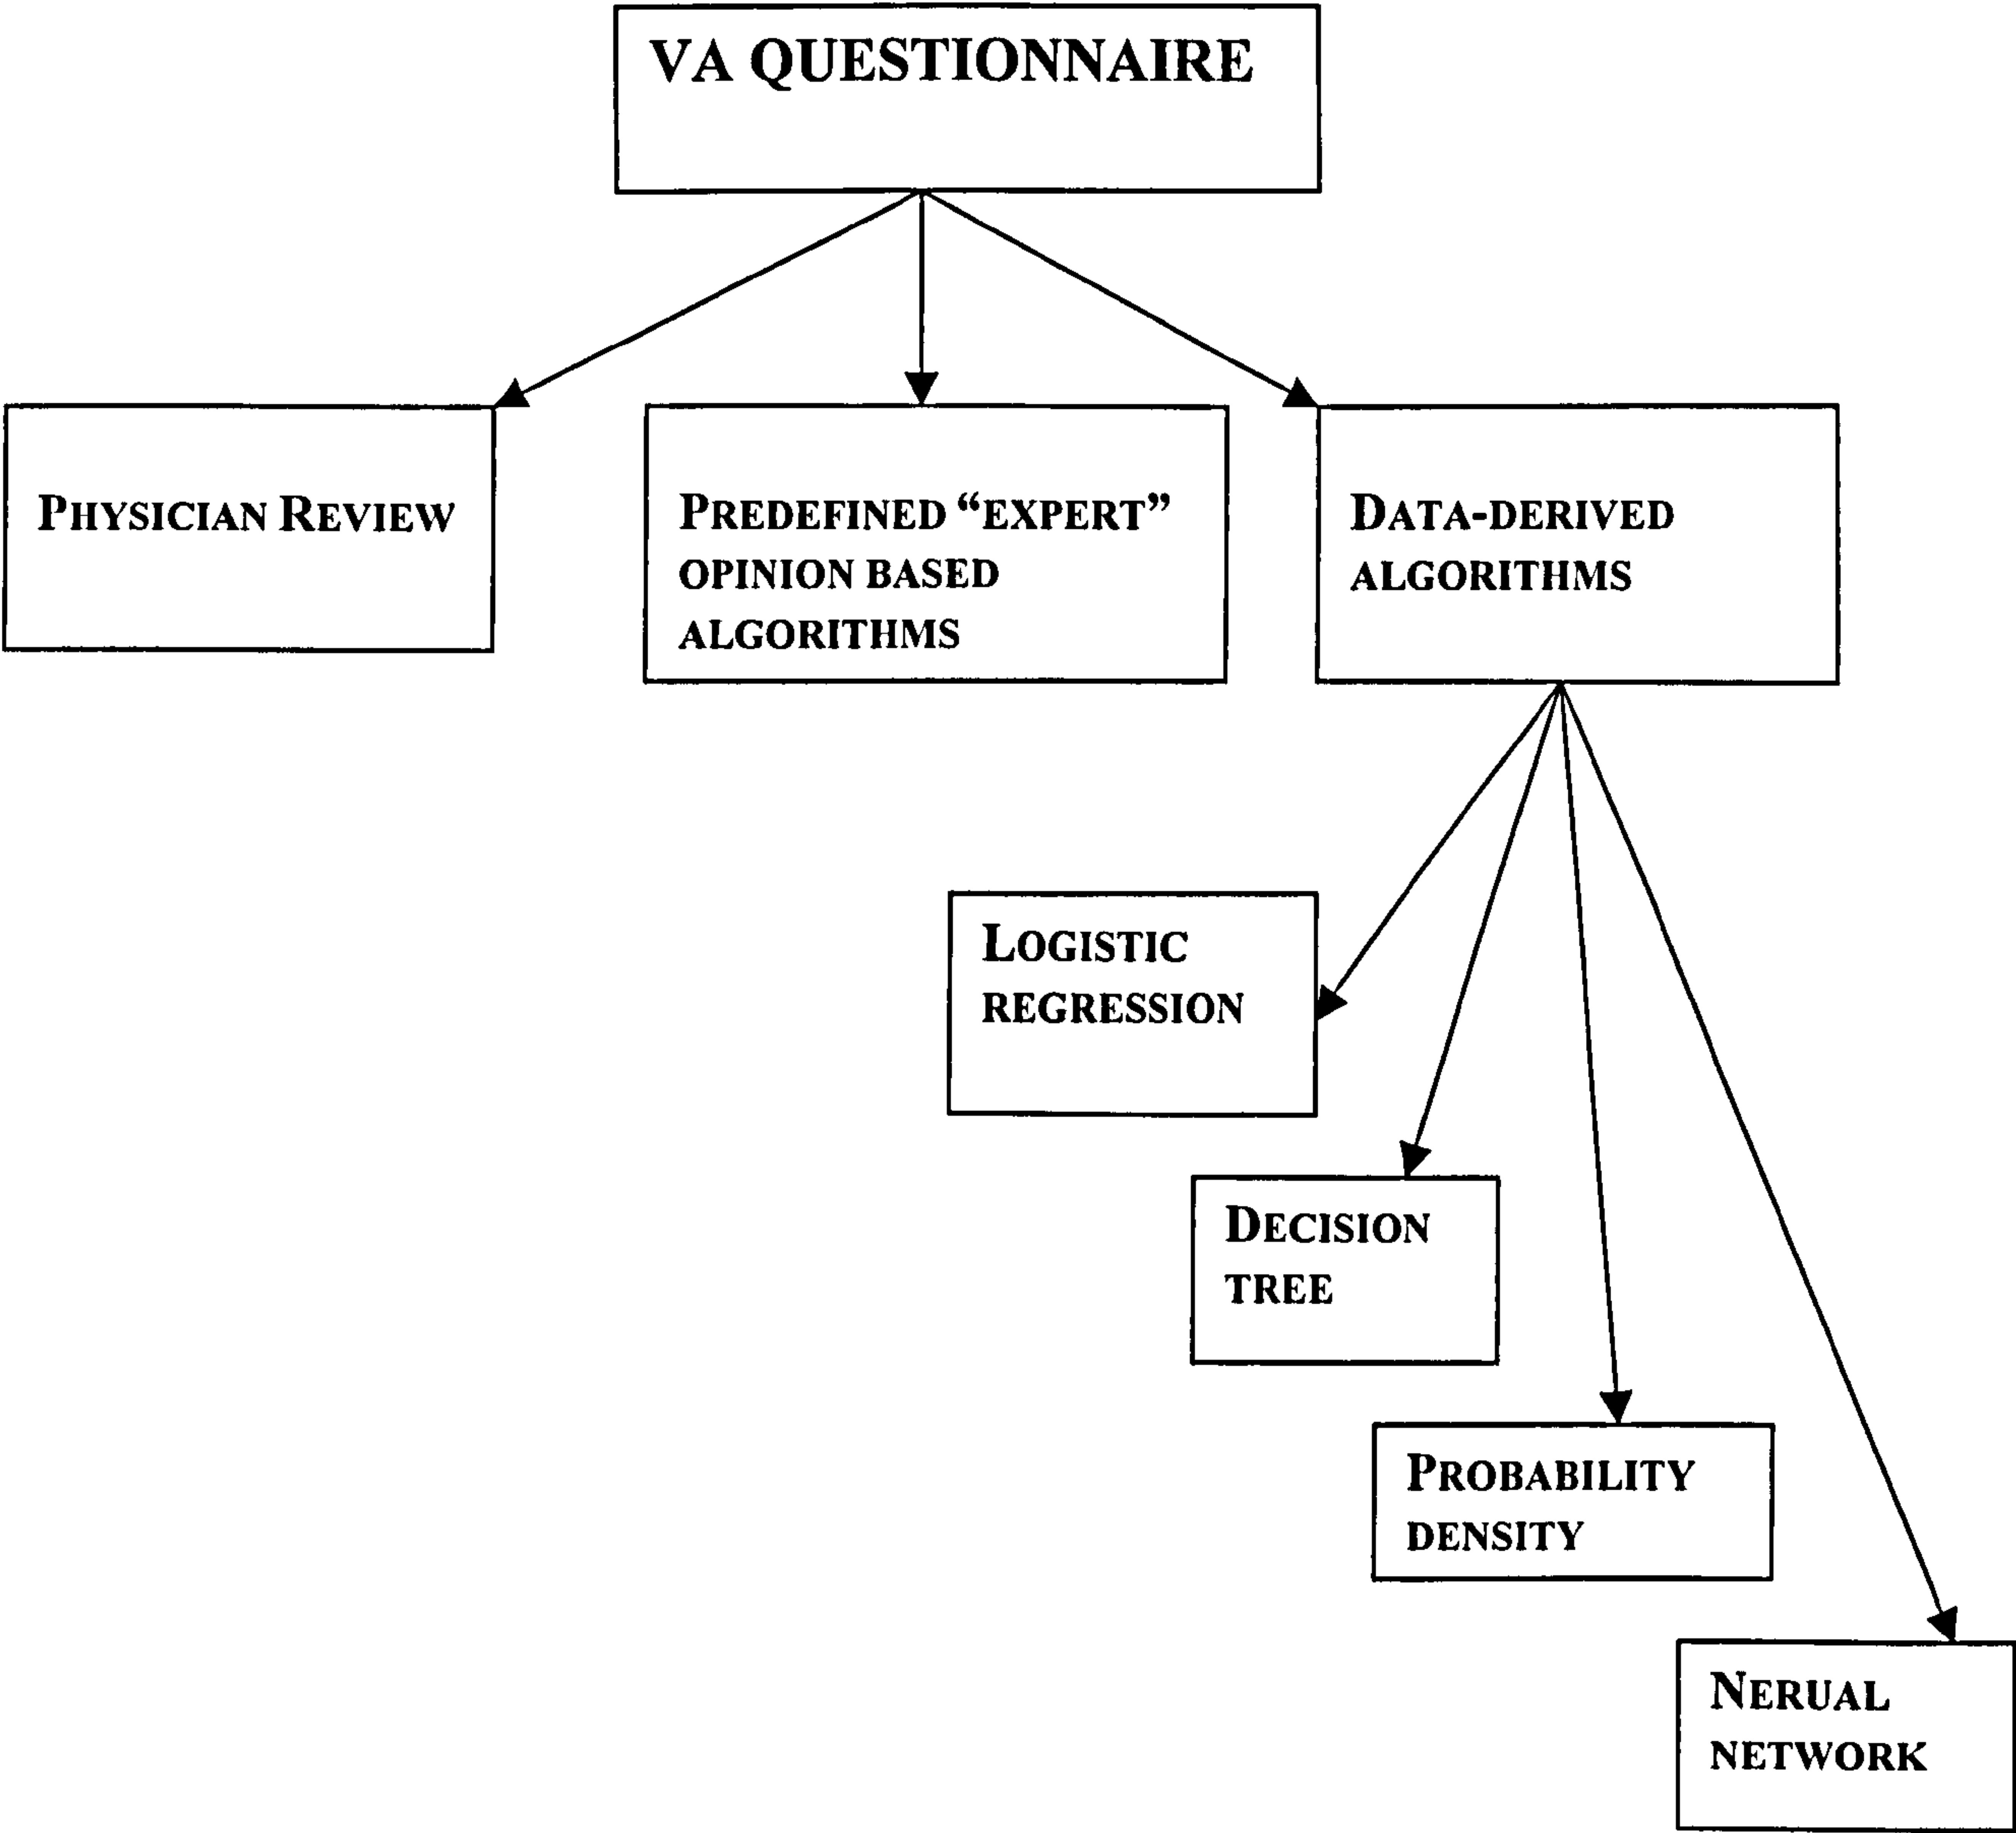 VA QUESTIONNAIRE
PHYSICIAN REVIEW
PREDEFINED “EXPERT”
OPINION BASED
ALGORITHMS
DATA-DERIVED
ALGORITHMS
LOGISTIC
REGRESSION
DECISION
TREE
PROBABILITY
DENSITY
NERUAL
NETWORK